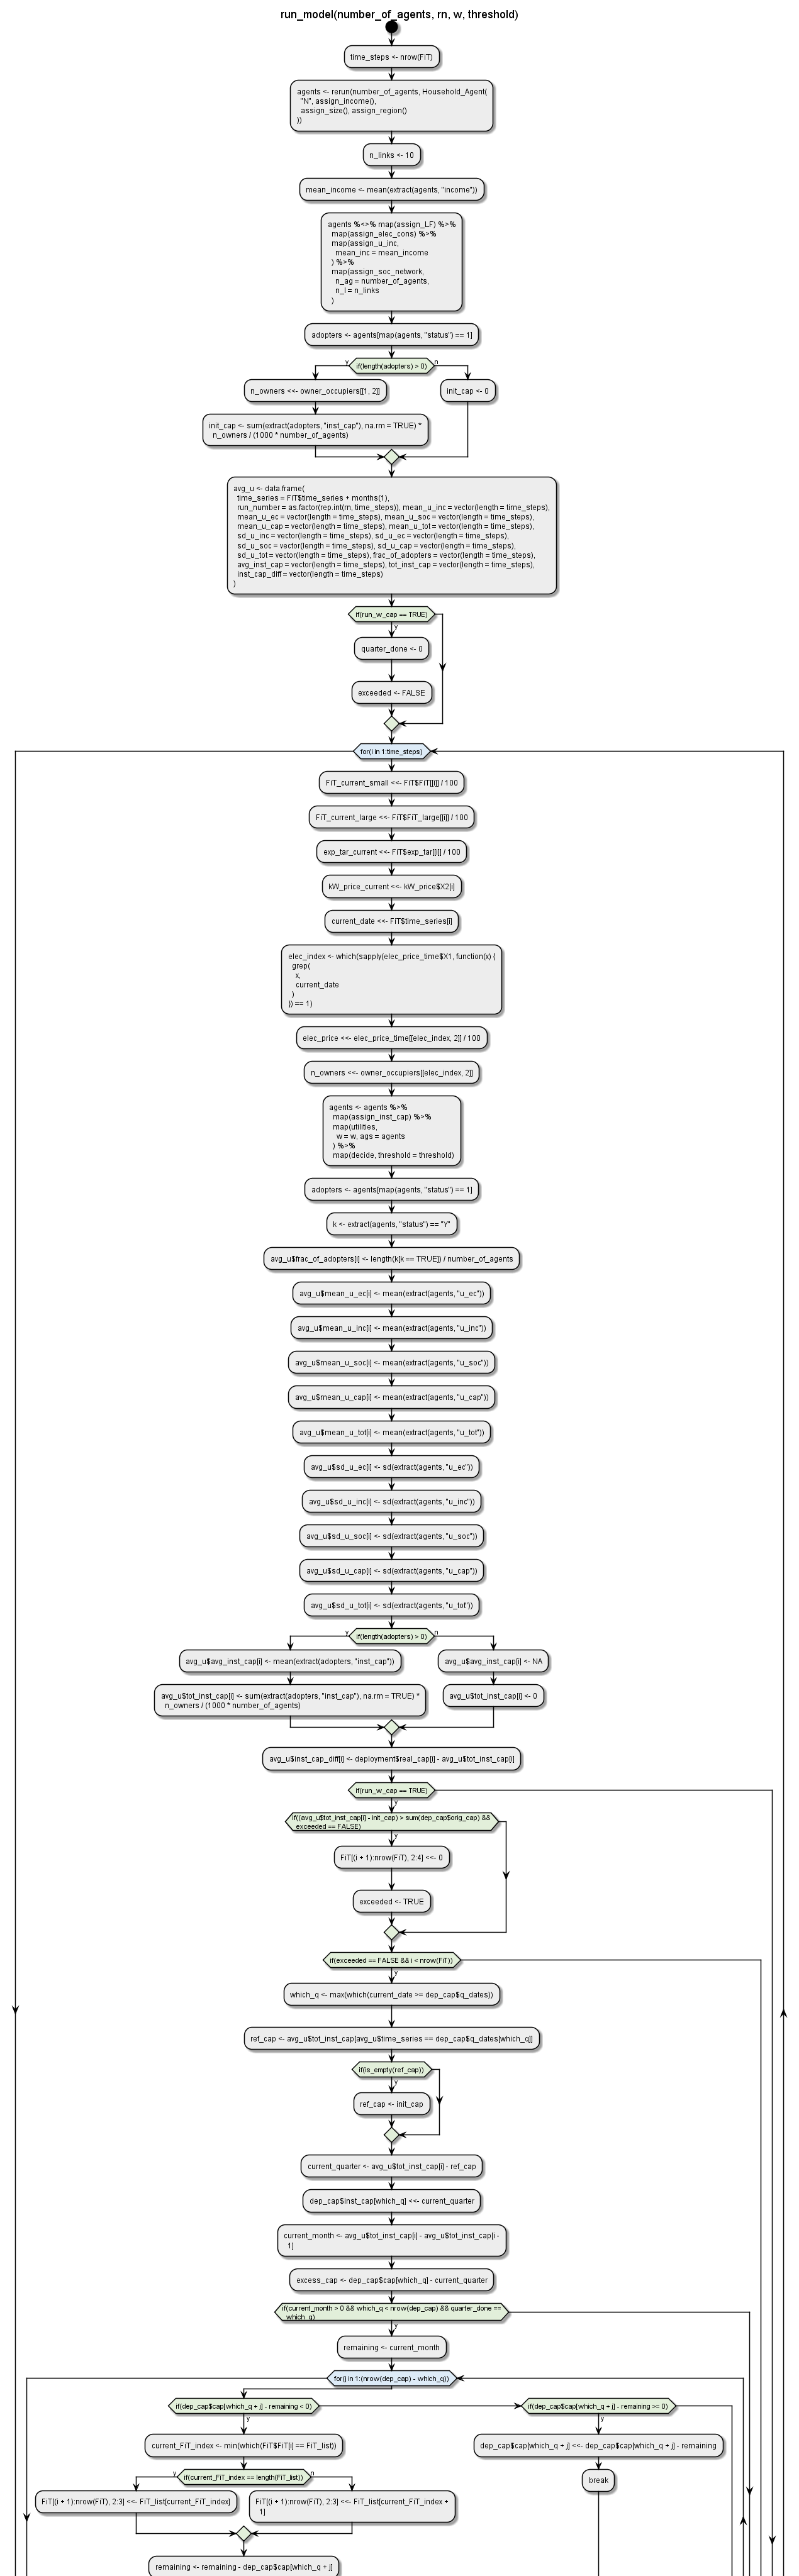 run_model(number_of_agents, rn, w, threshold)
time_steps <- nrow(FiT)
agents <- rerun(number_of_agents, Household_Agent(
"N", assign_income(),
assign_size(), assign_region()
))
n_links <- 10
mean_income <- mean(extract(agents, "income"))
agents %<>% map(assign_LF) %>%
map(assign_elec_cons) %>%
map(assign_u_inc,
mean_inc = mean_income
) %>%
map(assign_soc_network,
n_ag = number_of_agents,
n_l = n_links
)
adopters <- agents[map(agents, "status") == 1]
y
if(length(adopters) > 0)
n
n_owners <<- owner_occupiers[[1, 2]]
init_cap <- 0
init_cap <- sum(extract(adopters, "inst_cap"), na.rm = TRUE) *
n_owners / (1000 * number_of_agents)
avg_u <- data.frame(
time_series = FiT$time_series + months(1),
run_number = as.factor(rep.int(rn, time_steps)), mean_u_inc = vector(length = time_steps),
mean_u_ec = vector(length = time_steps), mean_u_soc = vector(length = time_steps),
mean_u_cap = vector(length = time_steps), mean_u_tot = vector(length = time_steps),
sd_u_inc = vector(length = time_steps), sd_u_ec = vector(length = time_steps),
sd_u_soc = vector(length = time_steps), sd_u_cap = vector(length = time_steps),
sd_u_tot = vector(length = time_steps), frac_of_adopters = vector(length = time_steps),
avg_inst_cap = vector(length = time_steps), tot_inst_cap = vector(length = time_steps),
inst_cap_diff = vector(length = time_steps)
)
if(run_w_cap == TRUE)
y
quarter_done <- 0
exceeded <- FALSE
for(i in 1:time_steps)
FiT_current_small <<- FiT$FiT[[i]] / 100
FiT_current_large <<- FiT$FiT_large[[i]] / 100
exp_tar_current <<- FiT$exp_tar[[i]] / 100
kW_price_current <<- kW_price$X2[i]
current_date <<- FiT$time_series[i]
elec_index <- which(sapply(elec_price_time$X1, function(x) {
grep(
x,
current_date
)
}) == 1)
elec_price <<- elec_price_time[[elec_index, 2]] / 100
n_owners <<- owner_occupiers[[elec_index, 2]]
agents <- agents %>%
map(assign_inst_cap) %>%
map(utilities,
w = w, ags = agents
) %>%
map(decide, threshold = threshold)
adopters <- agents[map(agents, "status") == 1]
k <- extract(agents, "status") == "Y"
avg_u$frac_of_adopters[i] <- length(k[k == TRUE]) / number_of_agents
avg_u$mean_u_ec[i] <- mean(extract(agents, "u_ec"))
avg_u$mean_u_inc[i] <- mean(extract(agents, "u_inc"))
avg_u$mean_u_soc[i] <- mean(extract(agents, "u_soc"))
avg_u$mean_u_cap[i] <- mean(extract(agents, "u_cap"))
avg_u$mean_u_tot[i] <- mean(extract(agents, "u_tot"))
avg_u$sd_u_ec[i] <- sd(extract(agents, "u_ec"))
avg_u$sd_u_inc[i] <- sd(extract(agents, "u_inc"))
avg_u$sd_u_soc[i] <- sd(extract(agents, "u_soc"))
avg_u$sd_u_cap[i] <- sd(extract(agents, "u_cap"))
avg_u$sd_u_tot[i] <- sd(extract(agents, "u_tot"))
y
if(length(adopters) > 0)
n
avg_u$avg_inst_cap[i] <- mean(extract(adopters, "inst_cap"))
avg_u$avg_inst_cap[i] <- NA
avg_u$tot_inst_cap[i] <- sum(extract(adopters, "inst_cap"), na.rm = TRUE) *
n_owners / (1000 * number_of_agents)
avg_u$tot_inst_cap[i] <- 0
avg_u$inst_cap_diff[i] <- deployment$real_cap[i] - avg_u$tot_inst_cap[i]
if(run_w_cap == TRUE)
y
if((avg_u$tot_inst_cap[i] - init_cap) > sum(dep_cap$orig_cap) &&
exceeded == FALSE)
y
FiT[(i + 1):nrow(FiT), 2:4] <<- 0
exceeded <- TRUE
if(exceeded == FALSE && i < nrow(FiT))
y
which_q <- max(which(current_date >= dep_cap$q_dates))
ref_cap <- avg_u$tot_inst_cap[avg_u$time_series == dep_cap$q_dates[which_q]]
if(is_empty(ref_cap))
y
ref_cap <- init_cap
current_quarter <- avg_u$tot_inst_cap[i] - ref_cap
dep_cap$inst_cap[which_q] <<- current_quarter
current_month <- avg_u$tot_inst_cap[i] - avg_u$tot_inst_cap[i -
1]
excess_cap <- dep_cap$cap[which_q] - current_quarter
if(current_month > 0 && which_q < nrow(dep_cap) && quarter_done ==
which_q)
y
remaining <- current_month
for(j in 1:(nrow(dep_cap) - which_q))
if(dep_cap$cap[which_q + j] - remaining < 0)
if(dep_cap$cap[which_q + j] - remaining >= 0)
y
y
current_FiT_index <- min(which(FiT$FiT[i] == FiT_list))
dep_cap$cap[which_q + j] <<- dep_cap$cap[which_q + j] - remaining
y
if(current_FiT_index == length(FiT_list))
n
break
FiT[(i + 1):nrow(FiT), 2:3] <<- FiT_list[current_FiT_index]
FiT[(i + 1):nrow(FiT), 2:3] <<- FiT_list[current_FiT_index +
1]
remaining <- remaining - dep_cap$cap[which_q + j]